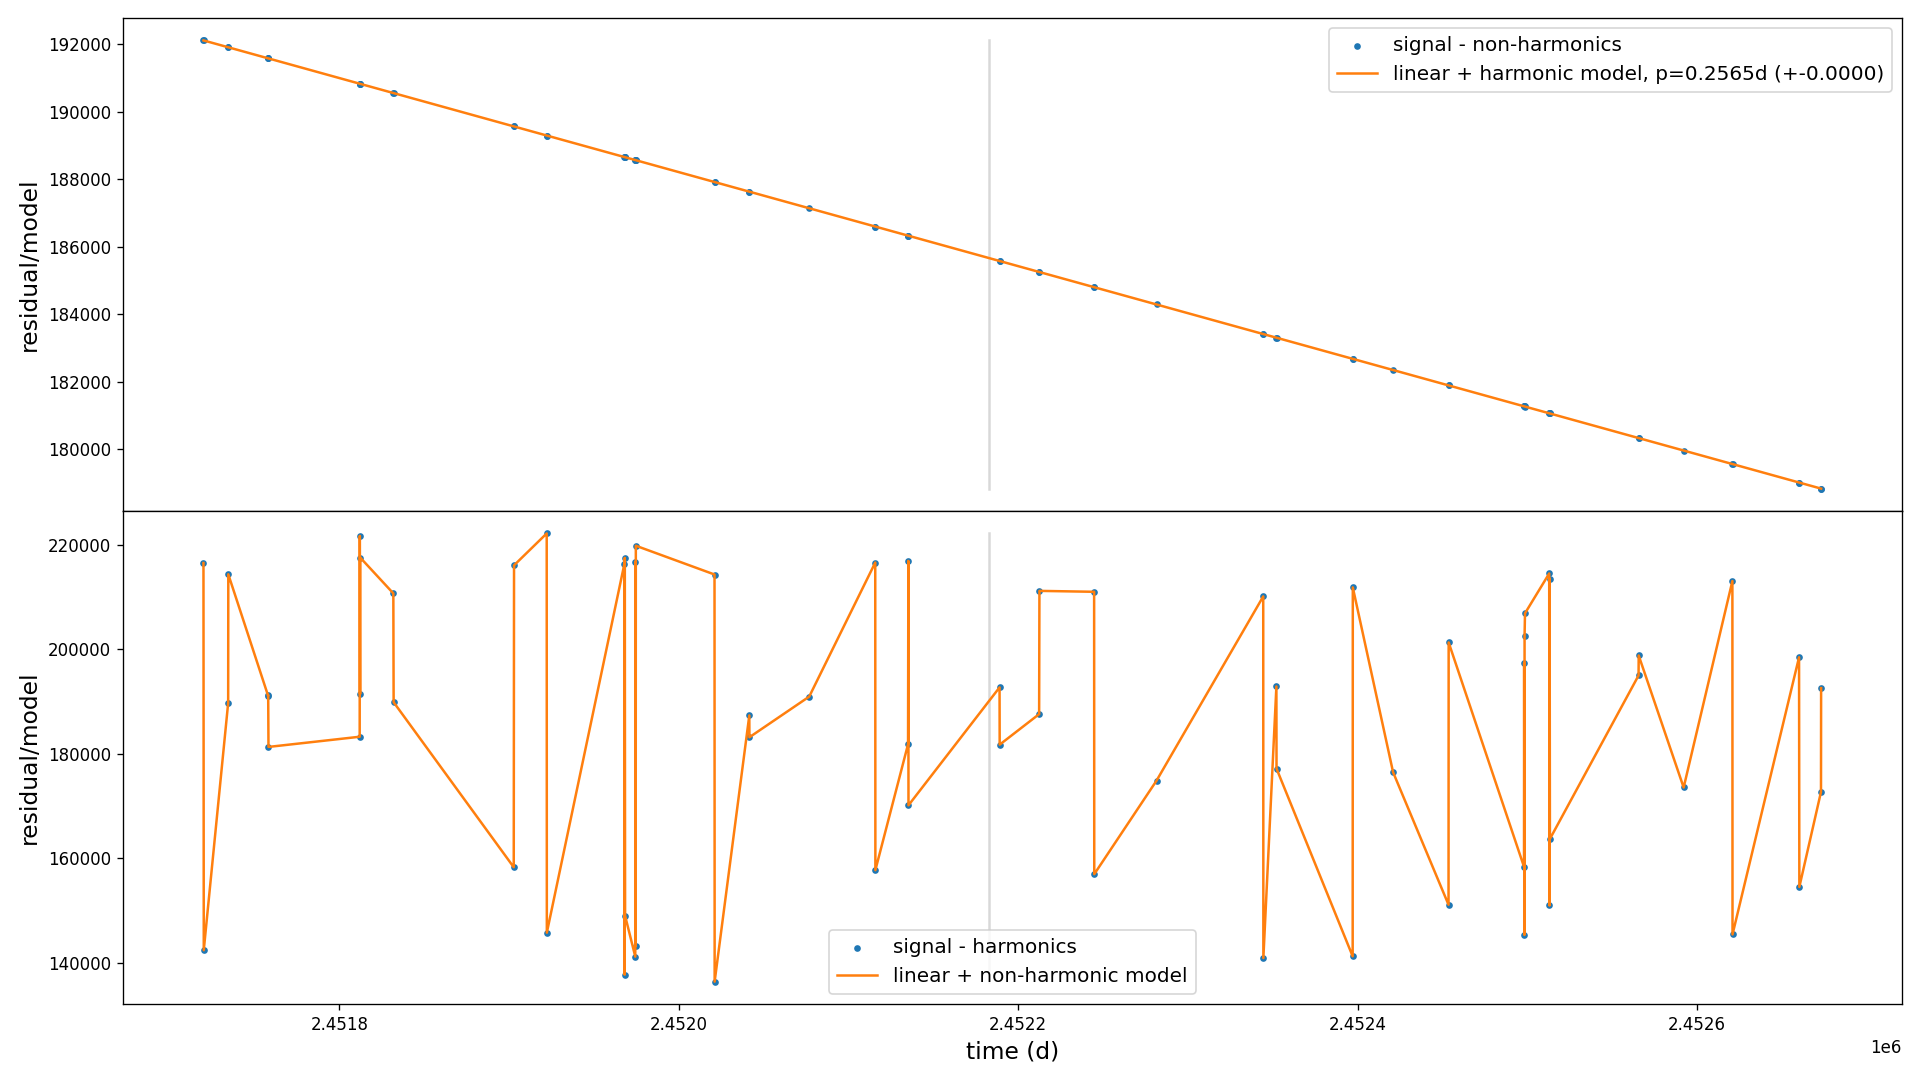 192000
190000
188000
186000
184000
182000
180000
residual/model
signal - non-harmonics
linear + harmonic model, p=0.2565d (+-0.0000)
220000
200000
180000
160000
140000
residual/model
signal - harmonics
linear + non-harmonic model
2.4518 2.4520 2.4522 2.4524 2.4526
1e6
time (d)